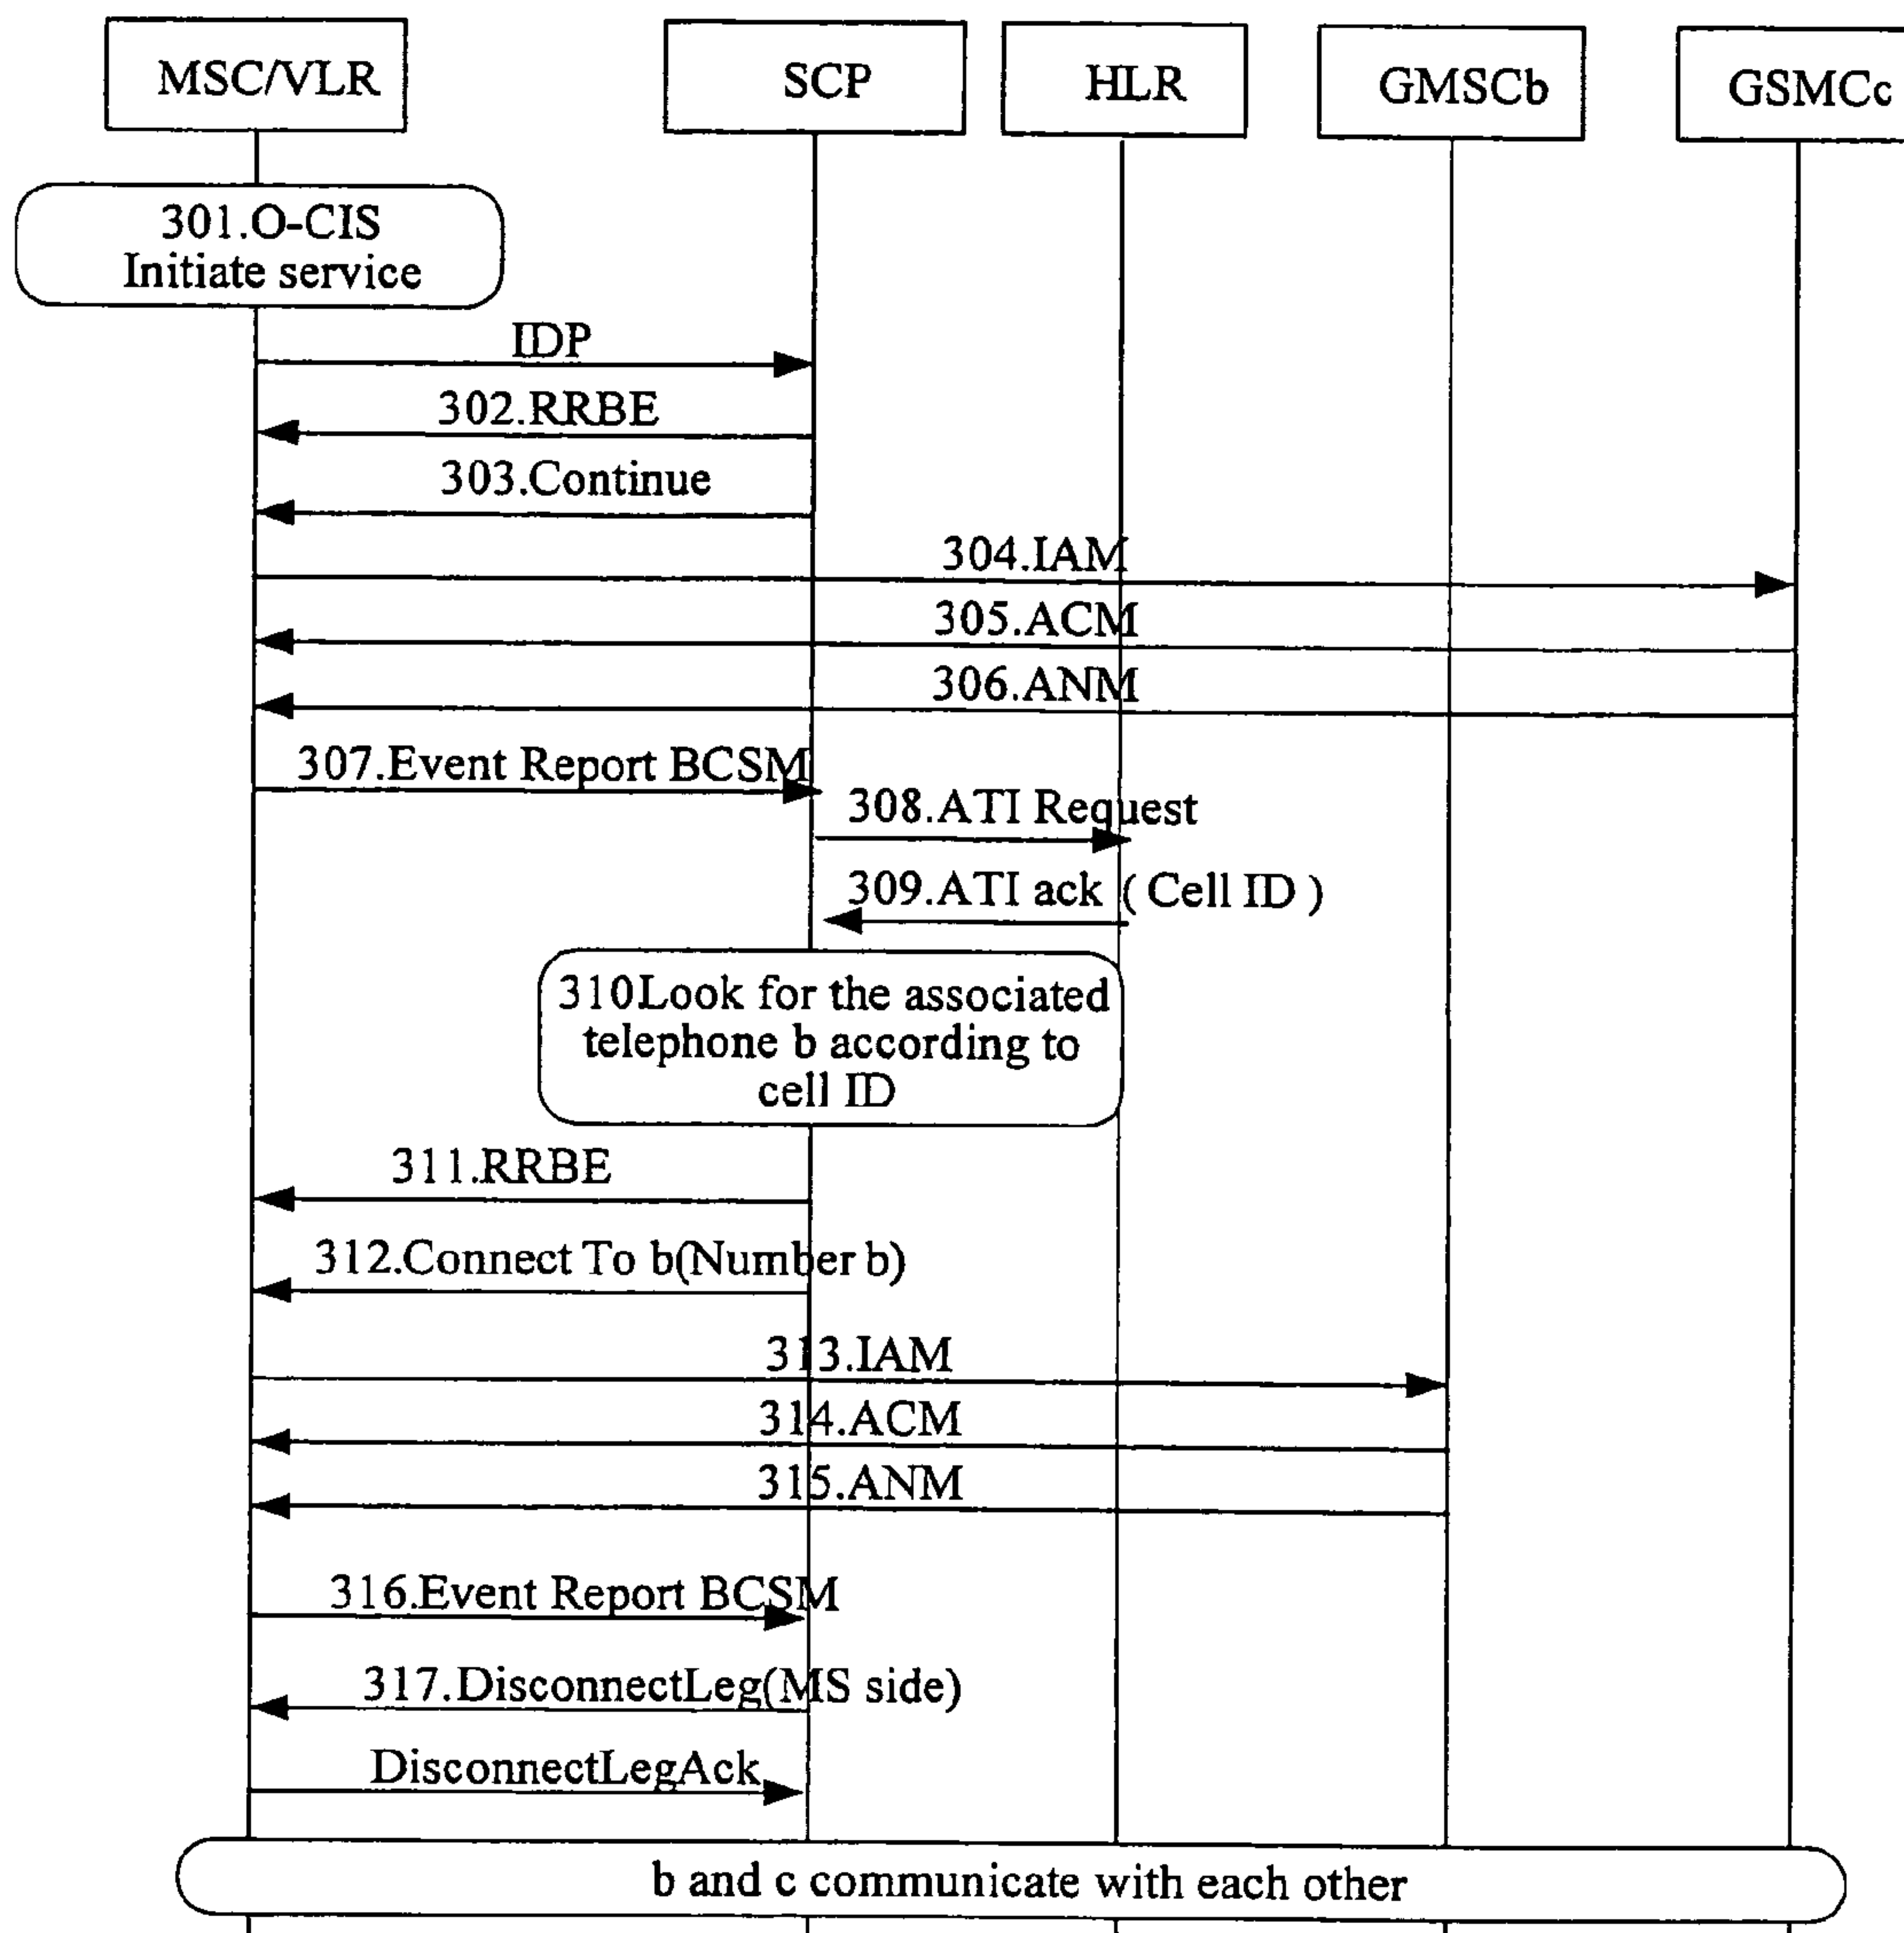 MSC/VLR
SCP
HLR
GMSCb
GSMCc
301.O-CIS
Initiate service
IDP
302.RRBE
303.Continue
304.IAM
305.ACM
306.ANM
307.Event Report BCSM
308.ATI Request
309.ATI ack ( Cell ID )
310.Look for the associated
telephone b according to
cell ID
311.RRBE
312.Connect To b(Number b)
313.IAM
314.ACM
315.ANM
316.Event Report BCSM
317.DisconnectLeg(MS side)
DisconnectLegAck
b and c communicate with each other